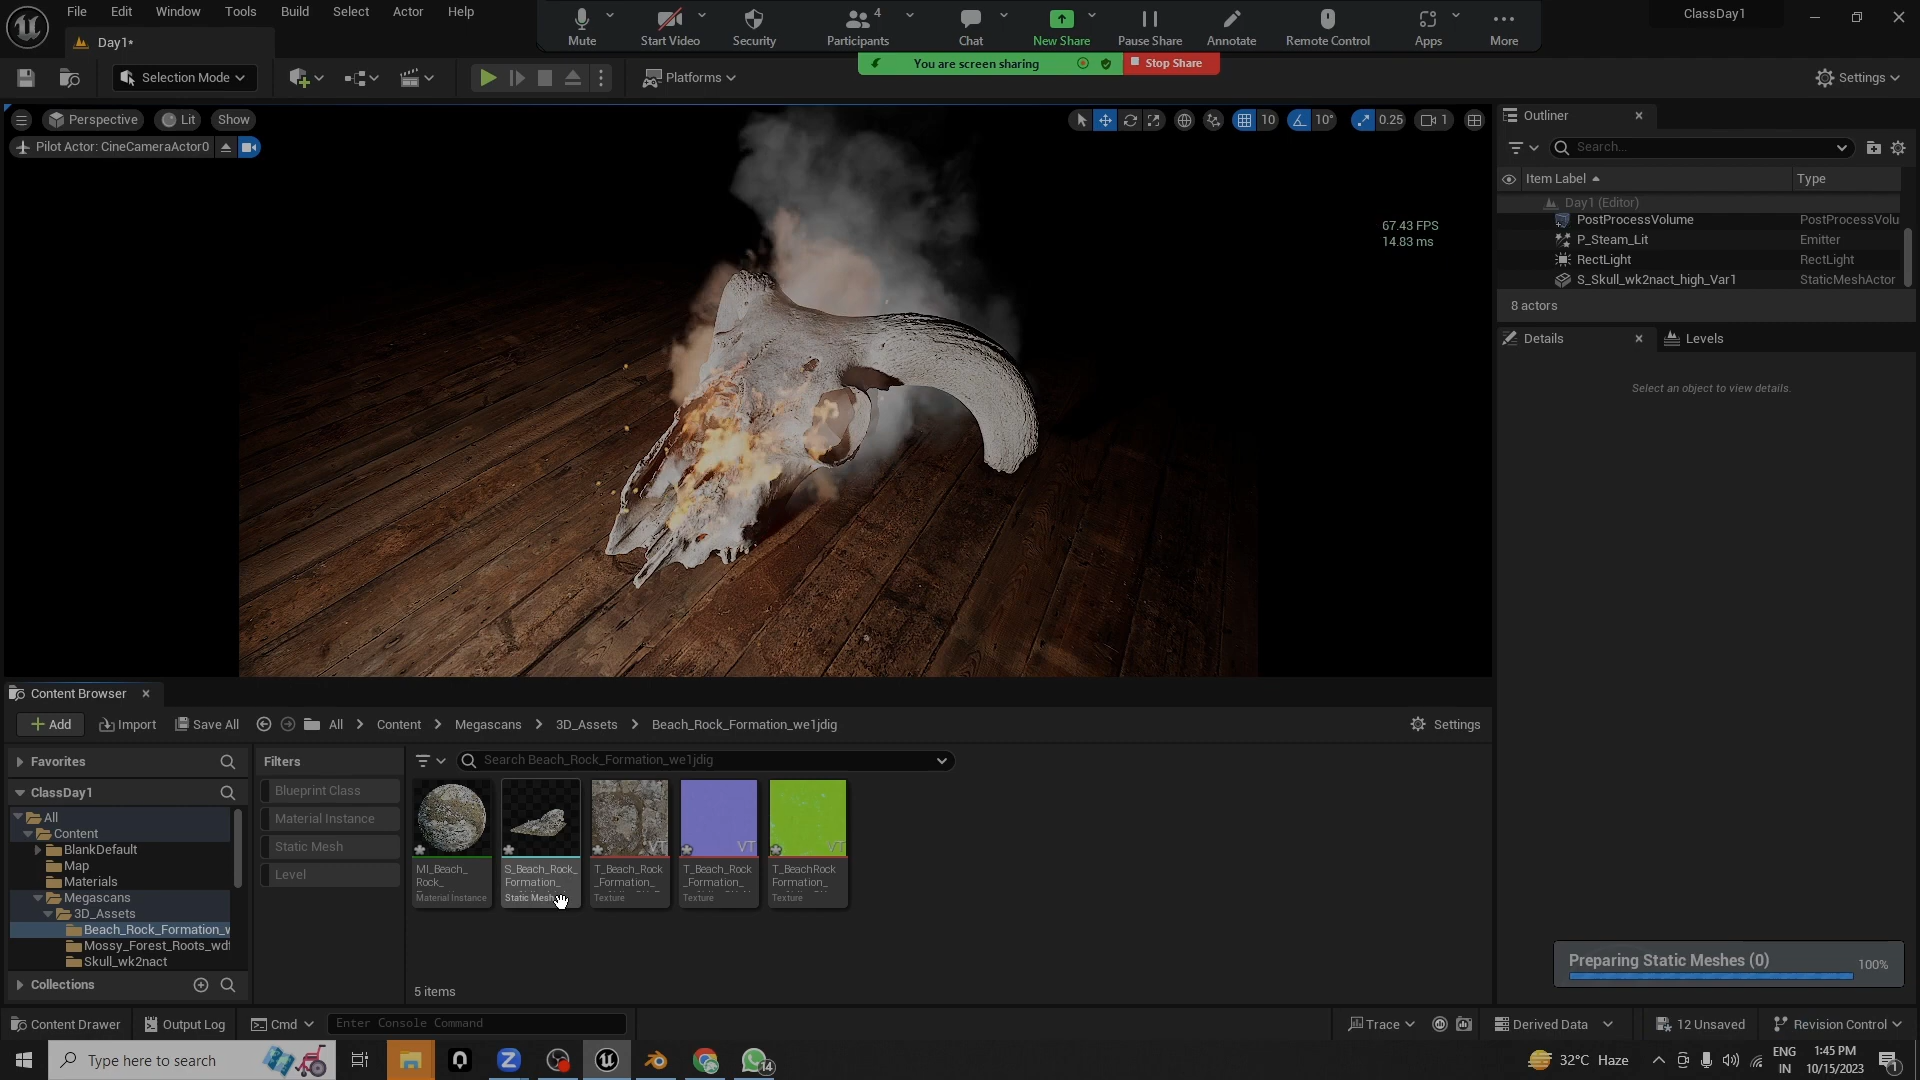 File Edit Window Tools Build Select Actor Help
Day1*
4
Mute Start Video Security Participants Chat New Share Pause Share Annotate Remote Control Apps More
You are screen sharing Stop Share
ClassDay1
Selection Mode
Platforms
Settings
Perspective Lit Show
10 10° 0.25 1
Pilot Actor: CineCameraActor0
67.43 FPS
14.83 ms
Outliner
Search...
Item Label Type
Day1 (Editor)
PostProcessVolume PostProcessVolu
P_Steam_Lit Emitter
RectLight RectLight
S_Skull_wk2nact_high_Var1 StaticMeshActor
8 actors
Details Levels
Select an object to view details.
Content Browser
Add Import Save All All Content Megascans 3D_Assets Beach_Rock_Formation_we1jdig Settings
Favorites
ClassDay1
All
Content
BlankDefault
Map
Materials
Megascans
3D_Assets
Beach_Rock_Formation_w
Mossy_Forest_Roots_wdf
Skull_wk2nact
Collections
Filters
Blueprint Class
Material Instance
Static Mesh
Level
Search Beach_Rock_Formation_we1jdig
VT VT VT
MI_Beach_
Rock_
Material Instance
S_Beach_Rock_
Formation_
Static Mesh
T_Beach_Rock
_Formation_
Texture
T_Beach_Rock
_Formation_
Texture
T_BeachRock
Formation_
Texture
5 items
Preparing Static Meshes (0) 100%
Content Drawer Output Log Cmd Enter Console Command Trace Derived Data 12 Unsaved Revision Control
Type here to search
14
32°C Haze
ENG
IN
1:45 PM
10/15/2023
1